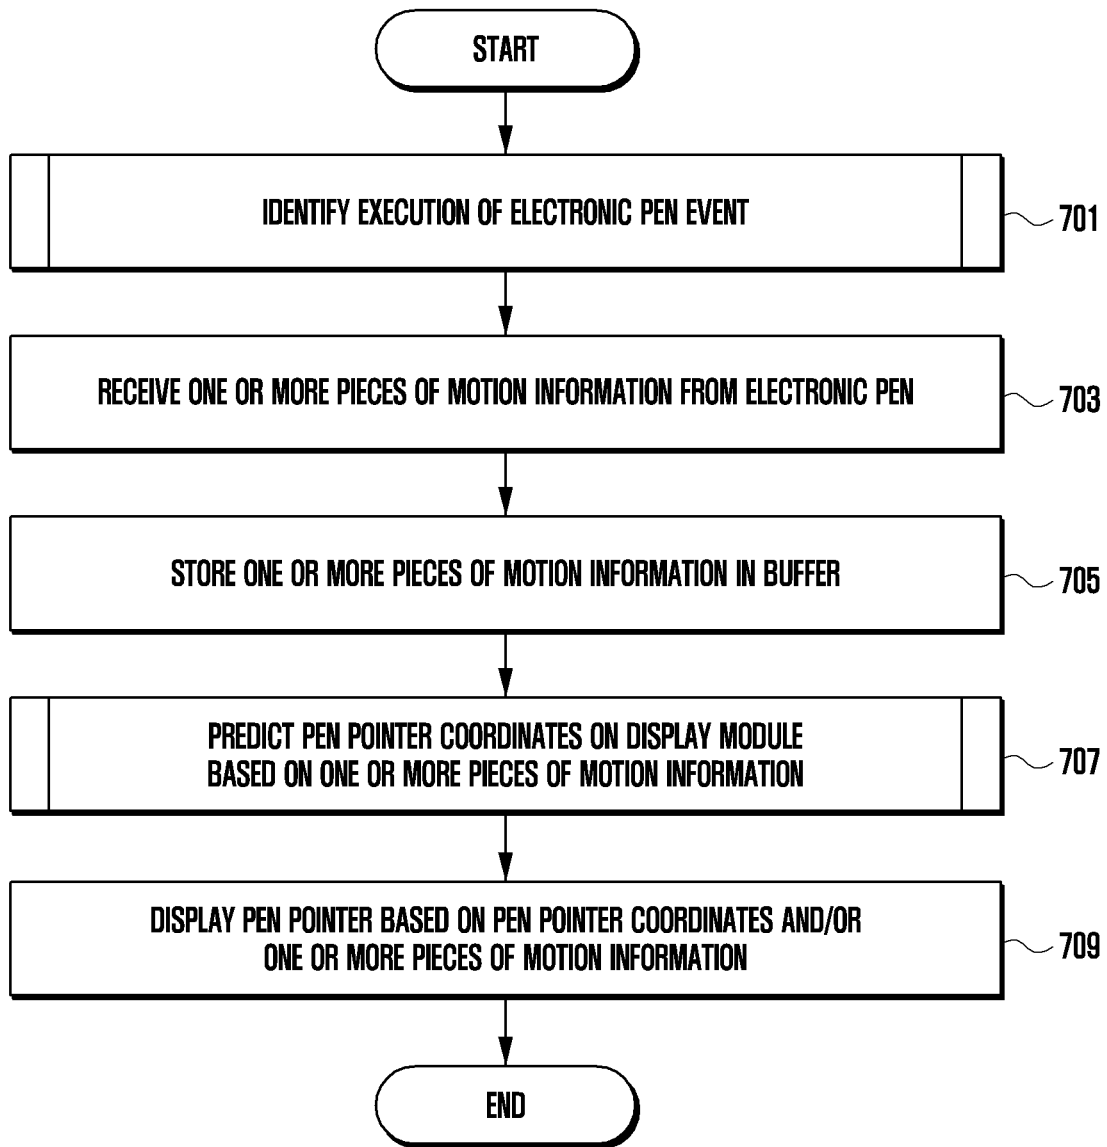 START
IDENTIFY EXECUTION OF ELECTRONIC PEN EVENT
701
RECEIVE ONE OR MORE PIECES OF MOTION INFORMATION FROM ELECTRONIC PEN
703
STORE ONE OR MORE PIECES OF MOTION INFORMATION IN BUFFER
705
PREDICT PEN POINTER COORDINATES ON DISPLAY MODULE
BASED ON ONE OR MORE PIECES OF MOTION INFORMATION
707
DISPLAY PEN POINTER BASED ON PEN POINTER COORDINATES AND/OR
ONE OR MORE PIECES OF MOTION INFORMATION
709
END